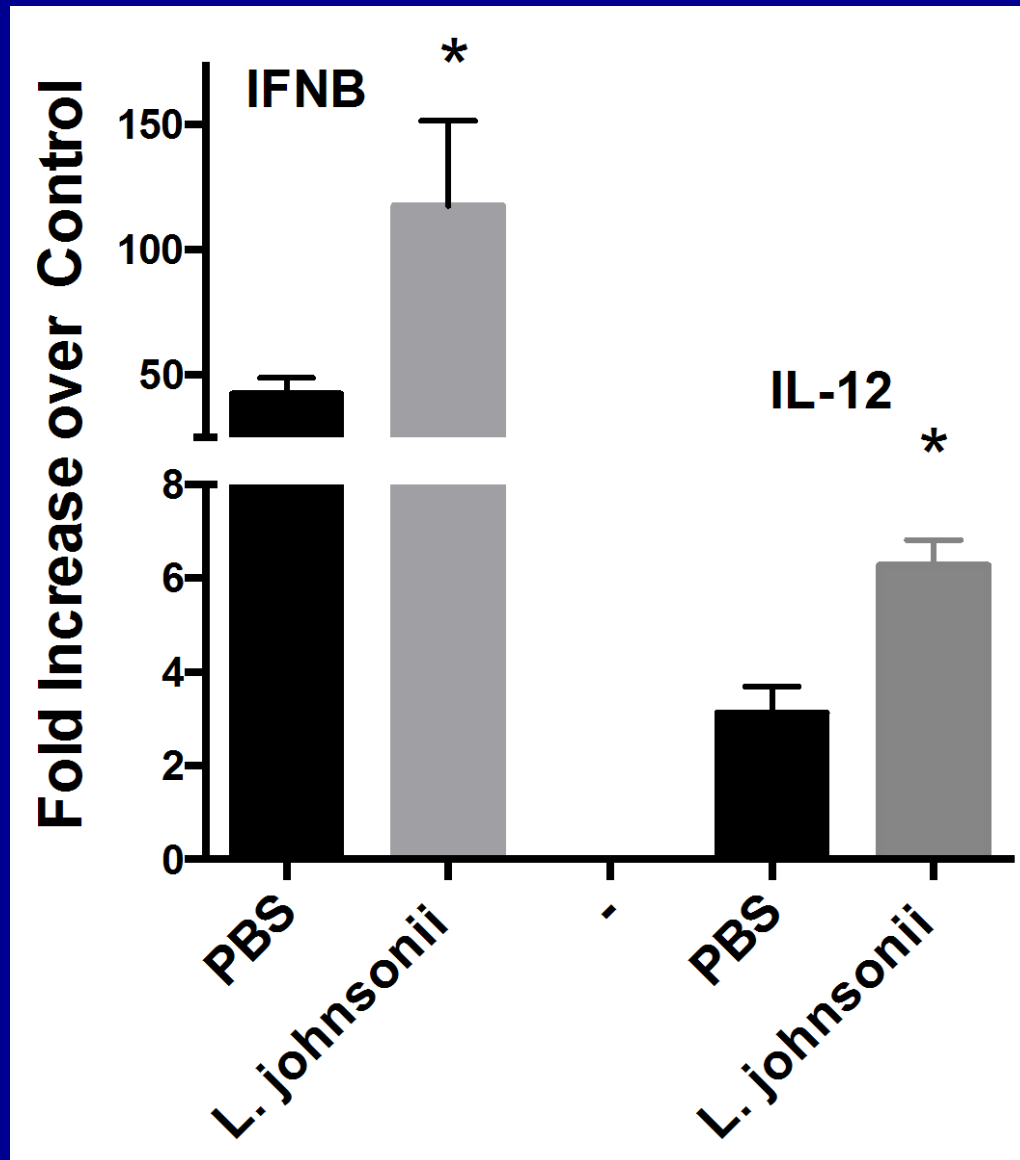 Fold Increase over Control
IFNB
*
150
100
50
IL-12
*
8
6
4
2
0
PBS
L. johnsonii
-
PBS
L. johnsonii